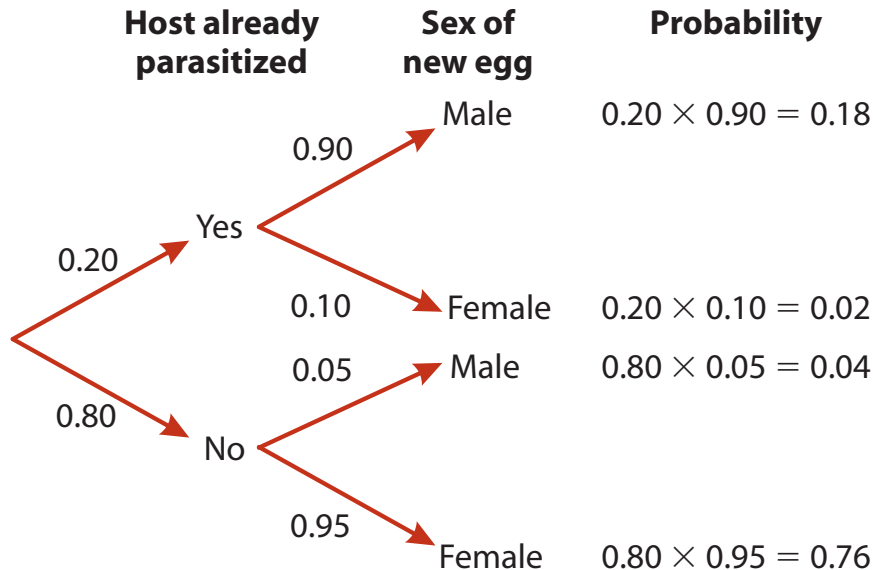 Host already
parasitized
Sex of
new egg
Probability
Male
0.20 × 0.90 = 0.18
0.90
Yes
0.20
0.10
Female
0.20 × 0.10 = 0.02
0.05
Male
0.80 × 0.05 = 0.04
0.80
No
0.95
Female
0.80 × 0.95 = 0.76